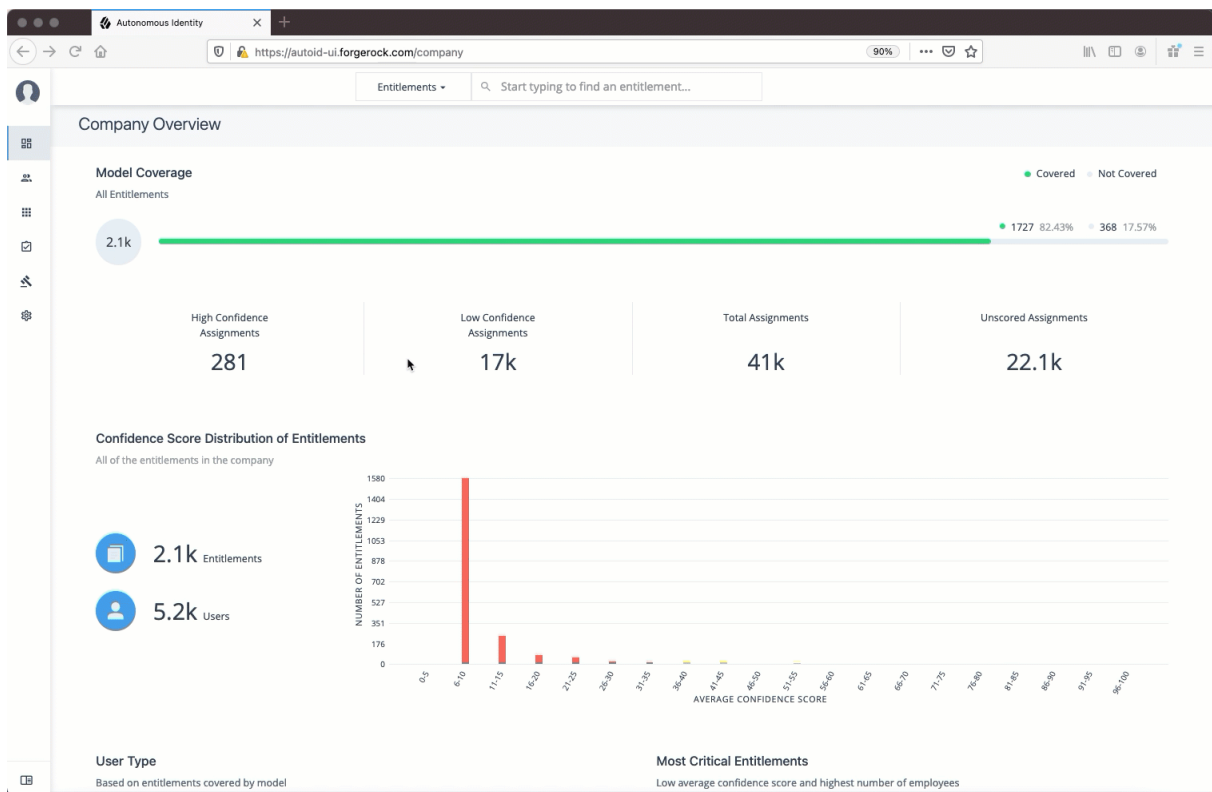 Autonomous Identity
https://autoid-ui.forgerock.com/company
90%
Entitlements
Start typing to find an entitlement...
Company Overview
Model Coverage
Covered
Not Covered
All Entitlements
1727 82.43%
368 17.57%
2.1k
High Confidence
Assignments
281
Low Confidence
Assignments
17k
Total Assignments
41k
Unscored Assignments
22.1k
Confidence Score Distribution of Entitlements
All of the entitlements in the company
2.1k Entitlements
5.2k Users
NUMBER OF ENTITLEMENTS
1580
1404
1229
1053
878
702
527
351
176
0
0-5
6-10
11-15
16-20
21-25
26-30
31-35
36-40
41-45
46-50
51-55
56-60
61-65
66-70
71-75
76-80
81-85
86-90
91-95
96-100
AVERAGE CONFIDENCE SCORE
User Type
Based on entitlements covered by model
Most Critical Entitlements
Low average confidence score and highest number of employees